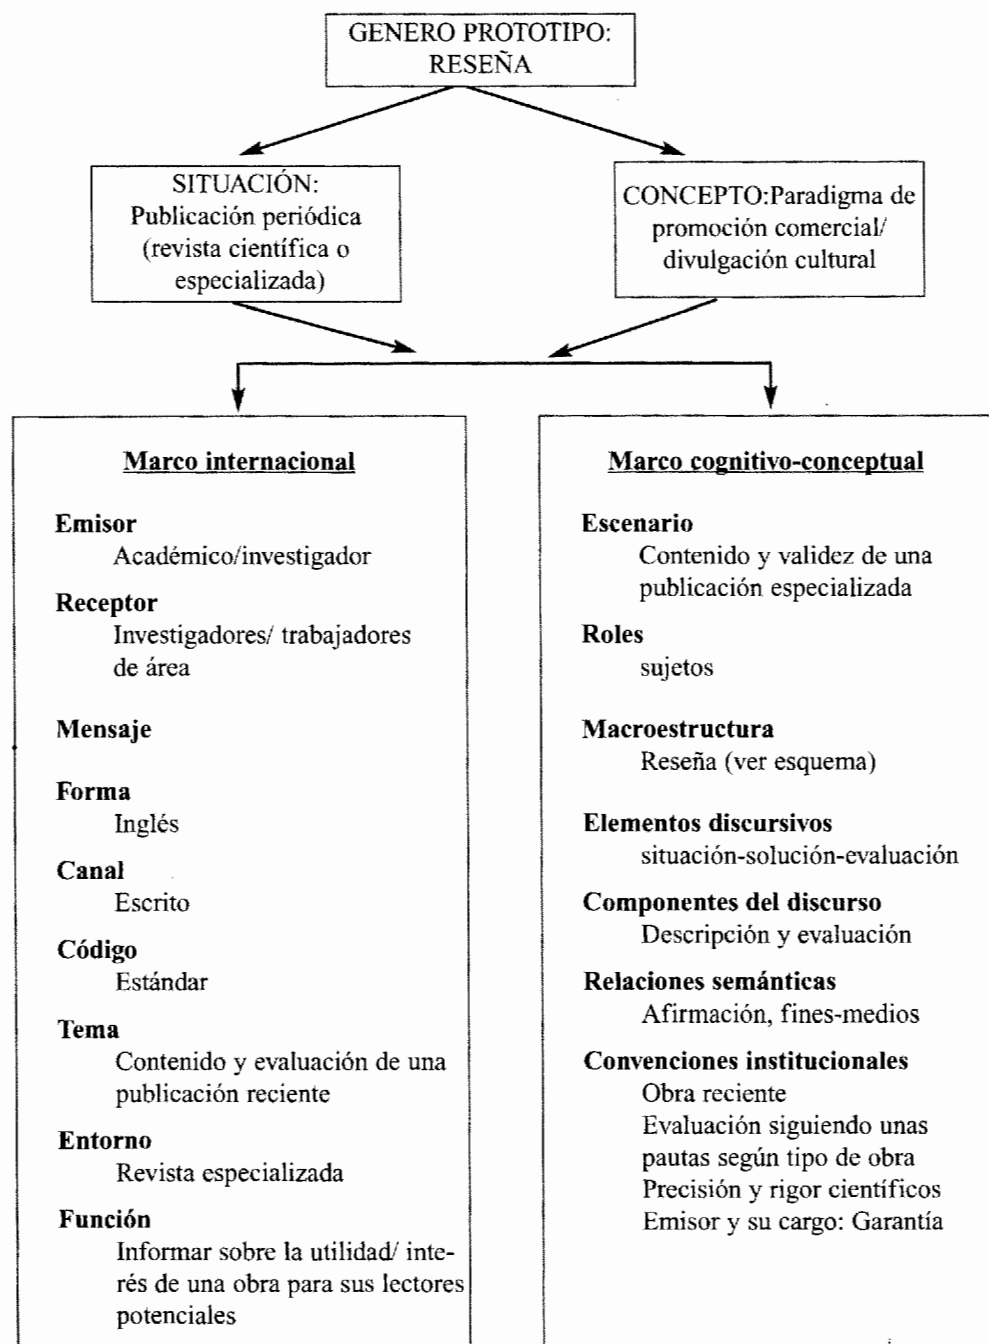 GENERO PROTOTIPO:
RESEÑA
SITUACIÓN:
Publicación periódica
(revista científica o
especializada)
CONCEPTO:Paradigma de
promoción comercial/
divulgación cultural
Marco internacional
Emisor
Académico/investigador
Receptor
Investigadores/ trabajadores
de área
Mensaje
Forma
Inglés
Canal
Escrito
Código
Estándar
Tema
Contenido y evaluación de una
publicación reciente
Entorno
Revista especializada
Función
Informar sobre la utilidad/ inte-
rés de una obra para sus lectores
potenciales
Marco cognitivo-conceptual
Escenario
Contenido y validez de una
publicación especializada
Roles
sujetos
Macroestructura
Reseña (ver esquema)
Elementos discursivos
situación-solución-evaluación
Componentes del discurso
Descripción y evaluación
Relaciones semánticas
Afirmación, fines-medios
Convenciones institucionales
Obra reciente
Evaluación siguiendo unas
pautas según tipo de obra
Precisión y rigor científicos
Emisor y su cargo: Garantía